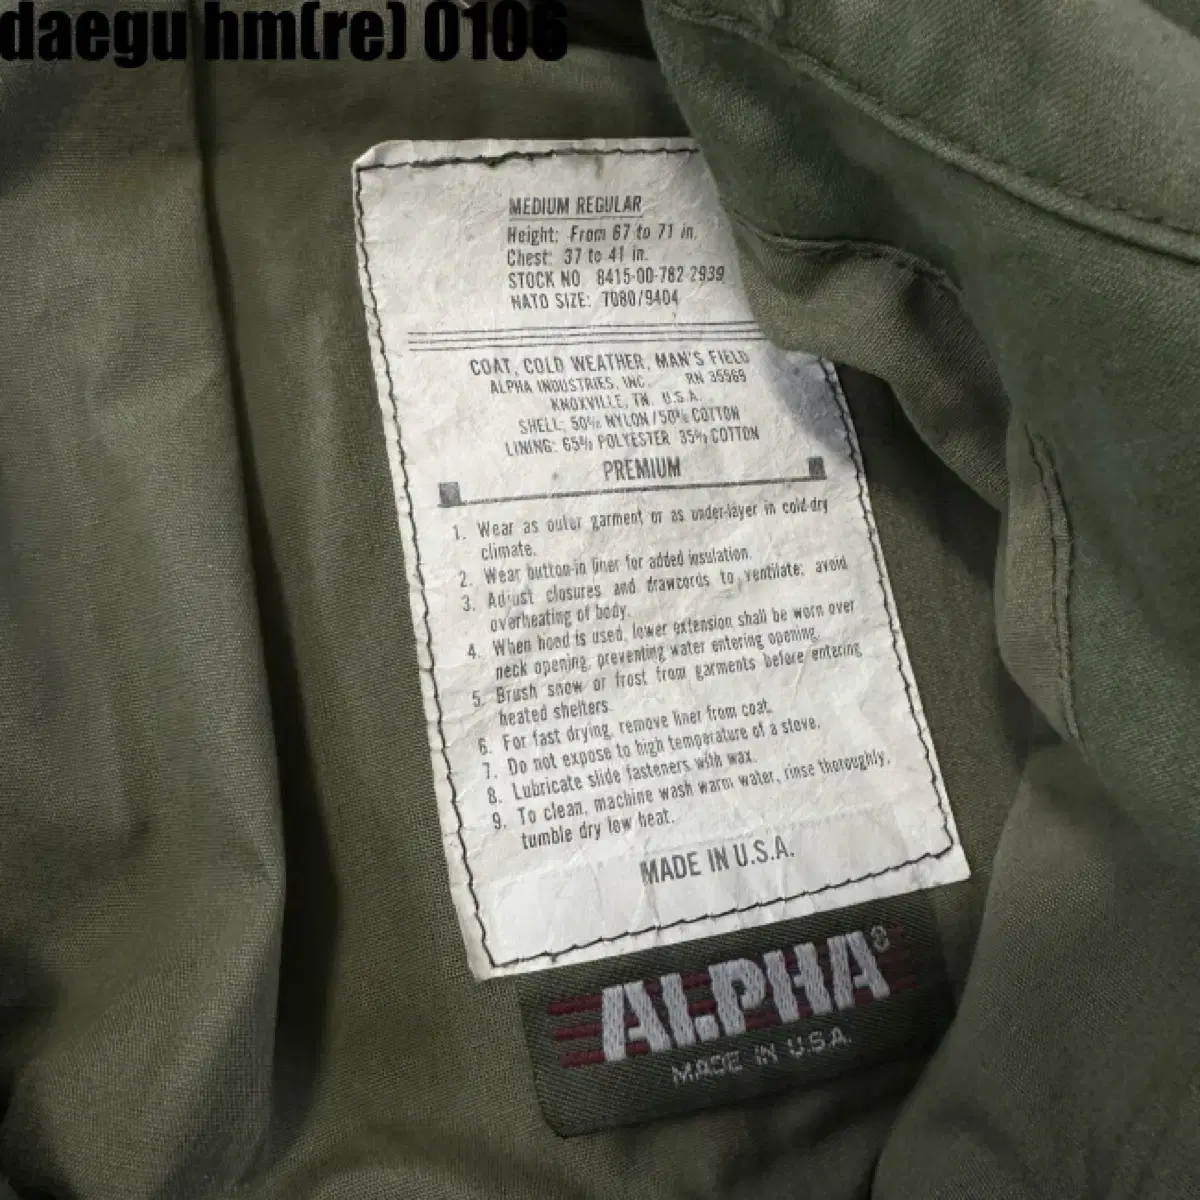 daegu hm(re) 0106
MEDIUM REGULAR
Height: From 67 to 71 in.
Chest: 37 to 41 in.
STOCK NO. 8415-00-782 2939
NATO SIZE: 7080/9404
COAT, COLD WEATHER, MAN'S FIELD
ALPHA INDUSTRIES, INC. RN 35969
KNOXVILLE, TN. U.S.A.
SHELL: 50% NYLON/50% COTTON
LINING: 65% POLYESTER 35% COTTON
PREMIUM
1. Wear as outer garment or as under-layer in cold-dry
climate.
2. Wear button-in liner for added insulation.
3. Adjust closures and drawcords to ventilate; avoid
overheating of body.
4. When hood is used, lower extension shall be worn over
neck opening, preventing water entering opening.
5. Brush snow or frost from garments before entering
heated shelters.
6. For fast drying, remove liner from coat.
7. Do not expose to high temperature of a stove.
8. Lubricate slide fasteners with wax.
9. To clean, machine wash warm water, rinse thoroughly,
tumble dry low heat.
MADE IN U.S.A.
ALPHA®
MADE IN U.S.A.